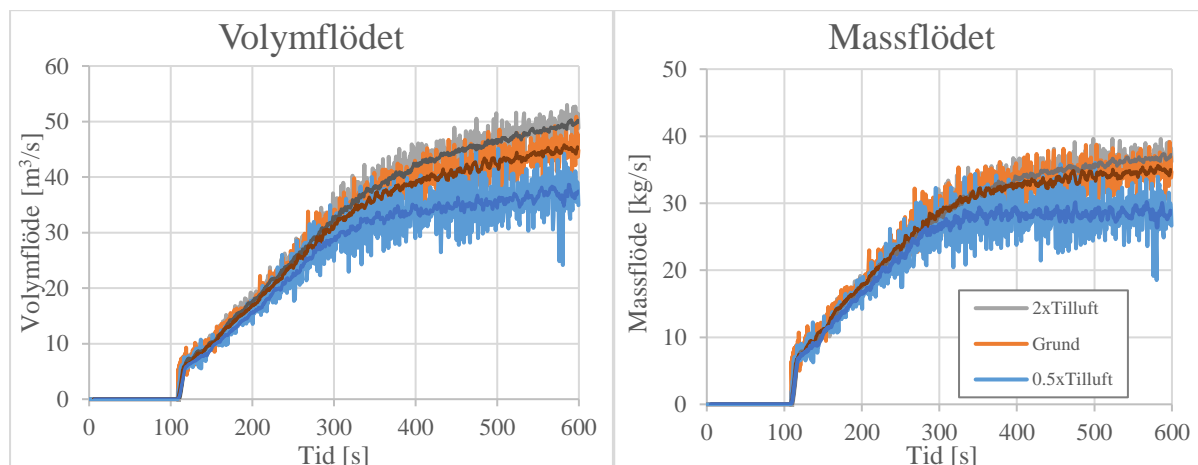 Volymflödet
Volymflöde [m³/s]
60
50
40
30
20
10
0
0 100 200 300 400 500 600
Tid [s]
Massflödet
Massflöde [kg/s]
50
40
30
20
10
0
2xTilluft
Grund
0.5xTilluft
0 100 200 300 400 500 600
Tid [s]